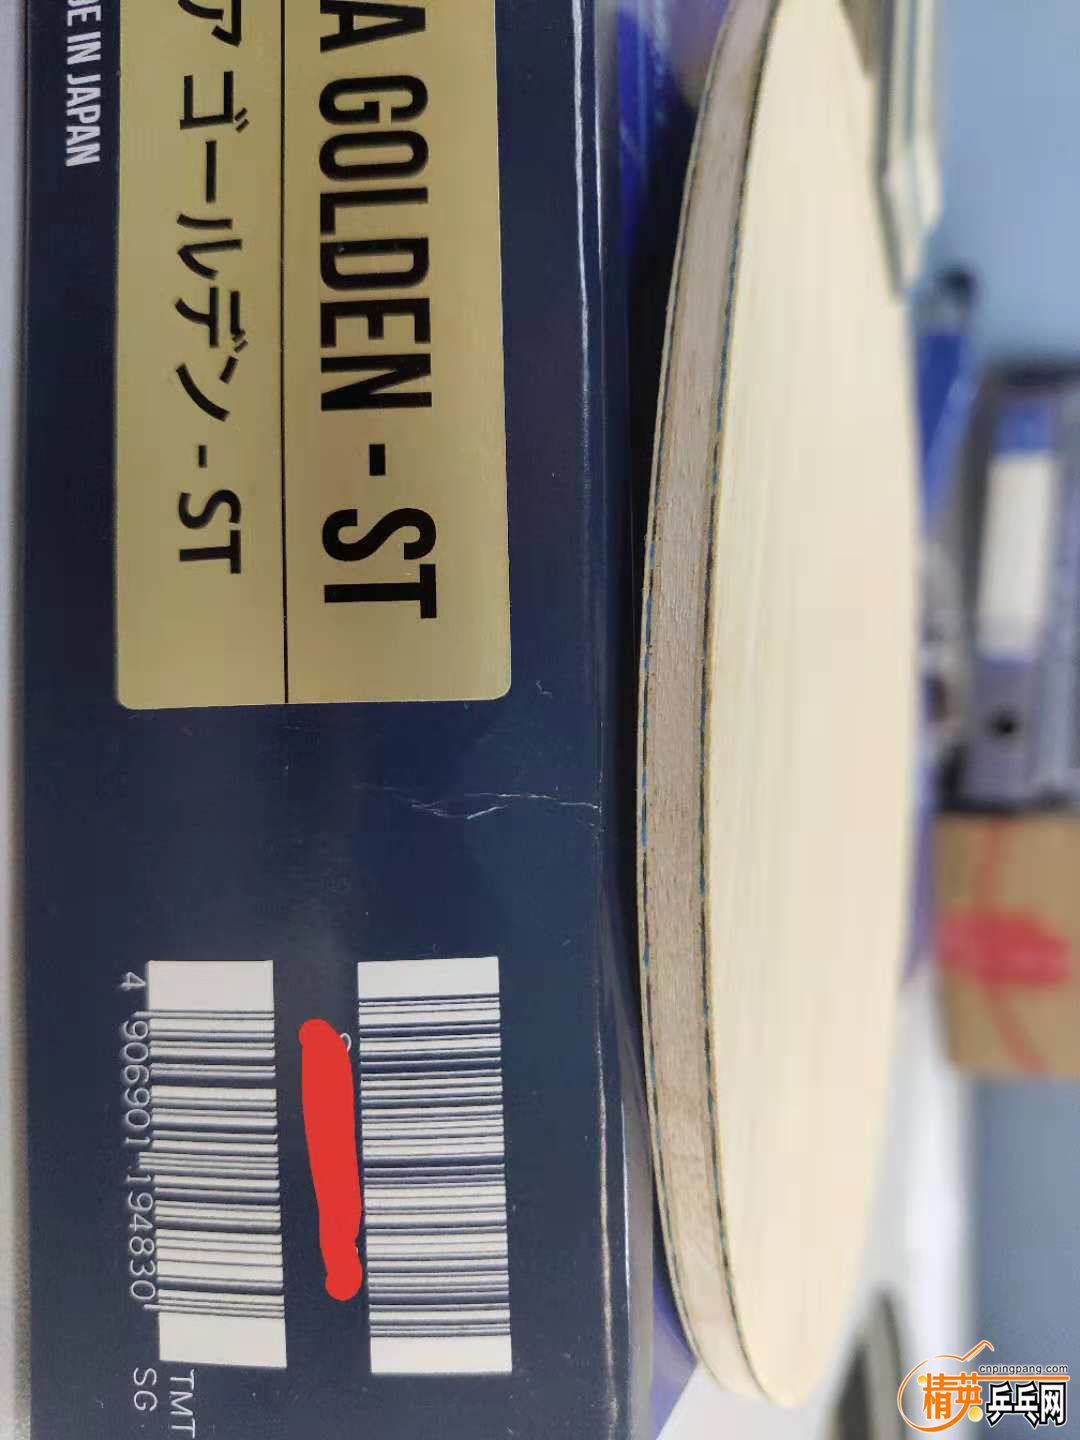 DE IN JAPAN
ア ゴールデン - ST
A GOLDEN - ST
4 906901 194830
TMT
SG
cnpingpang.com
精英乒乓网